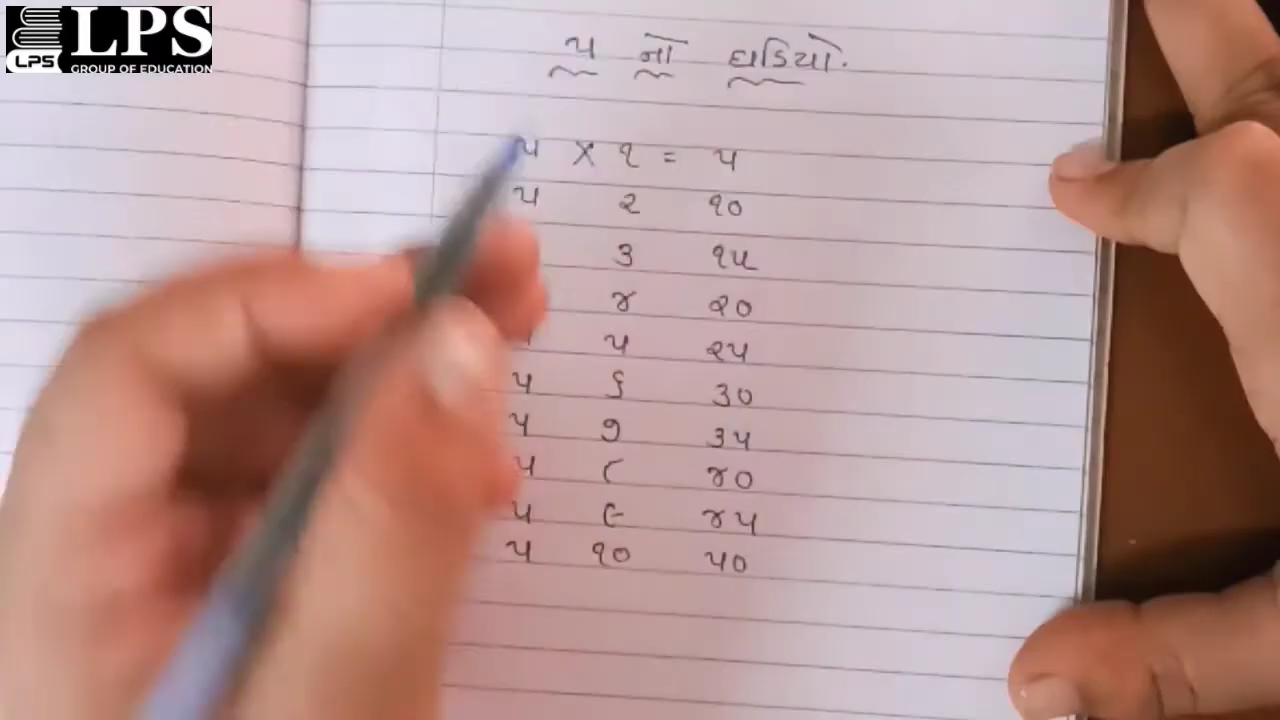 LPS
LPS
GROUP OF EDUCATION
૫ નો ઘડિયો.
૫ × ૧ = ૫
૫ ૨ ૧૦
૩ ૧૫
૪ ૨૦
૫ ૨૫
૫ ૬ ૩૦
૫ ૭ ૩૫
૫ ૮ ૪૦
૫ ૯ ૪૫
૫ ૧૦ ૫૦